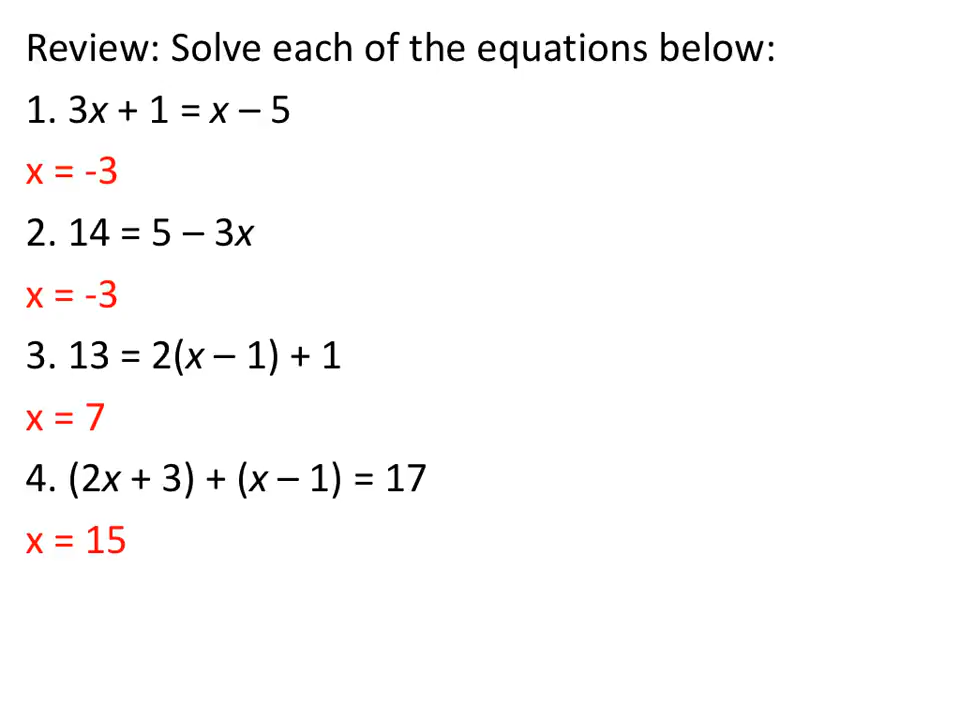 Review: Solve each of the equations below:
1. 3x + 1 = x – 5
x = -3
2. 14 = 5 – 3x
x = -3
3. 13 = 2(x – 1) + 1
x = 7
4. (2x + 3) + (x – 1) = 17
x = 15